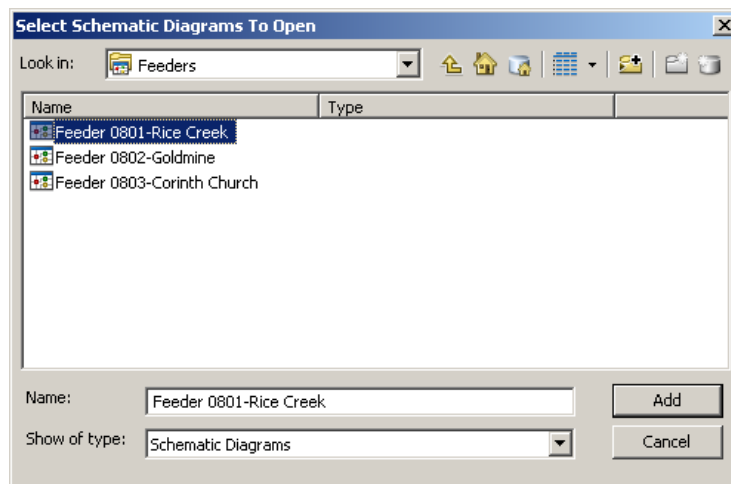 Select Schematic Diagrams To Open
Look in: Feeders
Name Type
Feeder 0801-Rice Creek
Feeder 0802-Goldmine
Feeder 0803-Corinth Church
Name: Feeder 0801-Rice Creek Add
Show of type: Schematic Diagrams Cancel